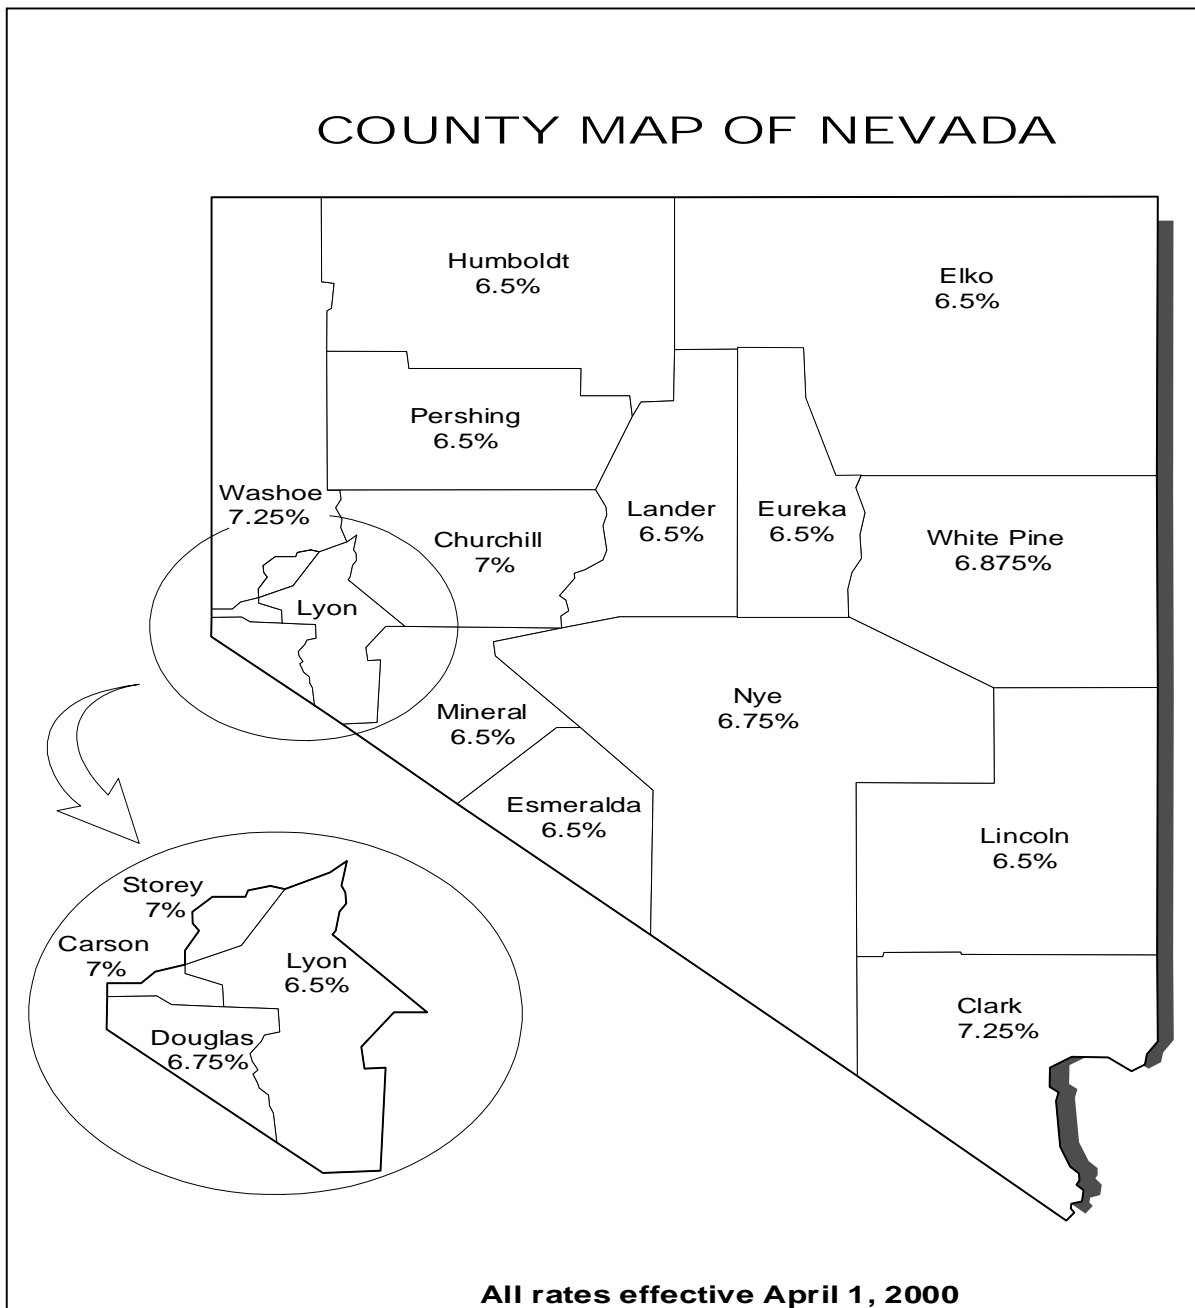 COUNTY MAP OF NEVADA
Humboldt
6.5%
Elko
6.5%
Pershing
6.5%
Washoe
7.25%
Churchill
7%
Lander
6.5%
Eureka
6.5%
White Pine
6.875%
Lyon
Nye
6.75%
Mineral
6.5%
Esmeralda
6.5%
Lincoln
6.5%
Clark
7.25%
Storey
7%
Carson
7%
Lyon
6.5%
Douglas
6.75%
All rates effective April 1, 2000